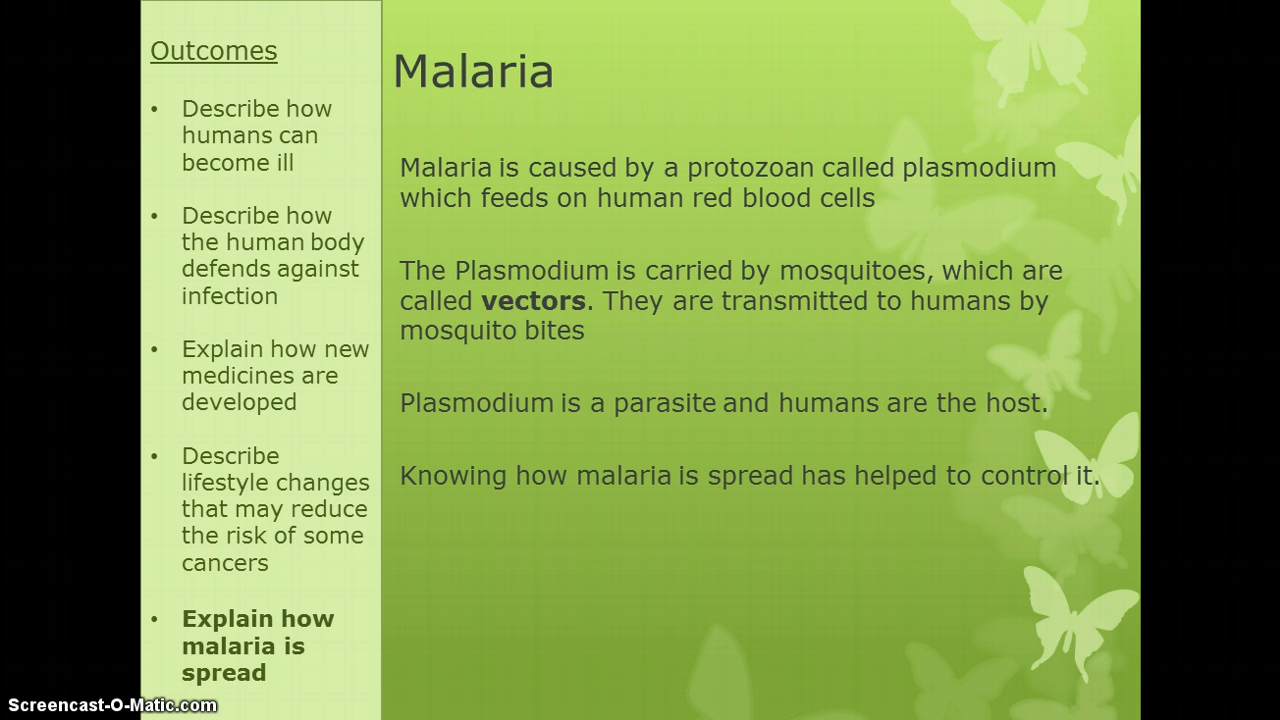 Outcomes
• Describe how
humans can
become ill
• Describe how
the human body
defends against
infection
• Explain how new
medicines are
developed
• Describe
lifestyle changes
that may reduce
the risk of some
cancers
• Explain how
malaria is
spread
Malaria
Malaria is caused by a protozoan called plasmodium
which feeds on human red blood cells
The Plasmodium is carried by mosquitoes, which are
called vectors. They are transmitted to humans by
mosquito bites
Plasmodium is a parasite and humans are the host.
Knowing how malaria is spread has helped to control it.
Screencast-O-Matic.com